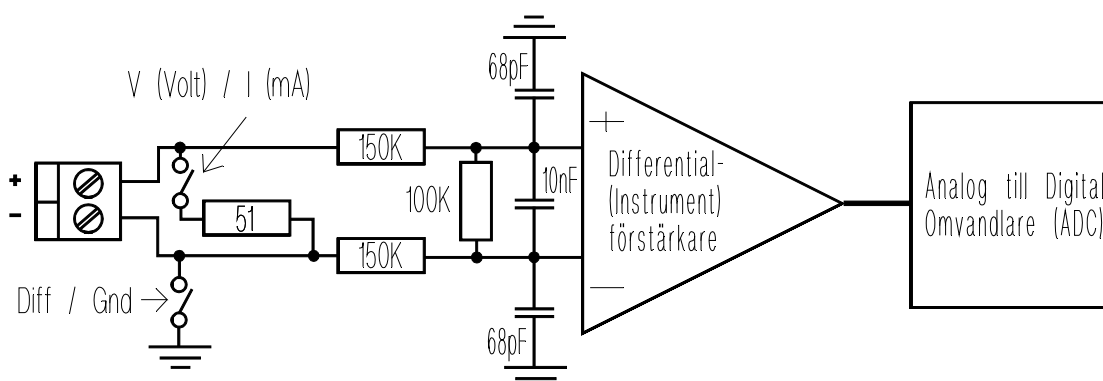 68pF
V (Volt) / I (mA)
+
-
150K
100K
10nF
51
150K
Diff / Gnd
68pF
+
Differential-
(Instrument)
förstärkare
-
Analog till Digital
Omvandlare (ADC)